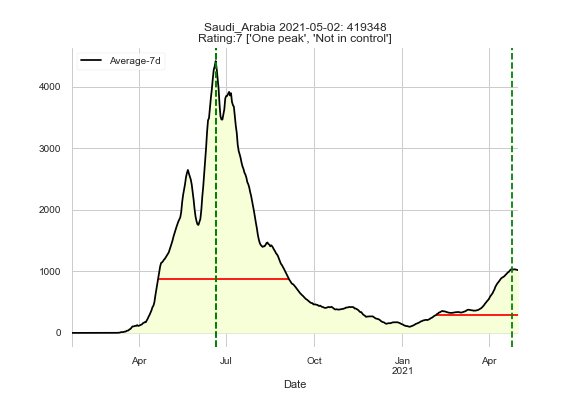 Saudi_Arabia 2021-05-02: 419348
Rating:7 ['One peak', 'Not in control']
Average-7d
4000
3000
2000
1000
0
Apr
Jul
Oct
Jan
2021
Apr
Date